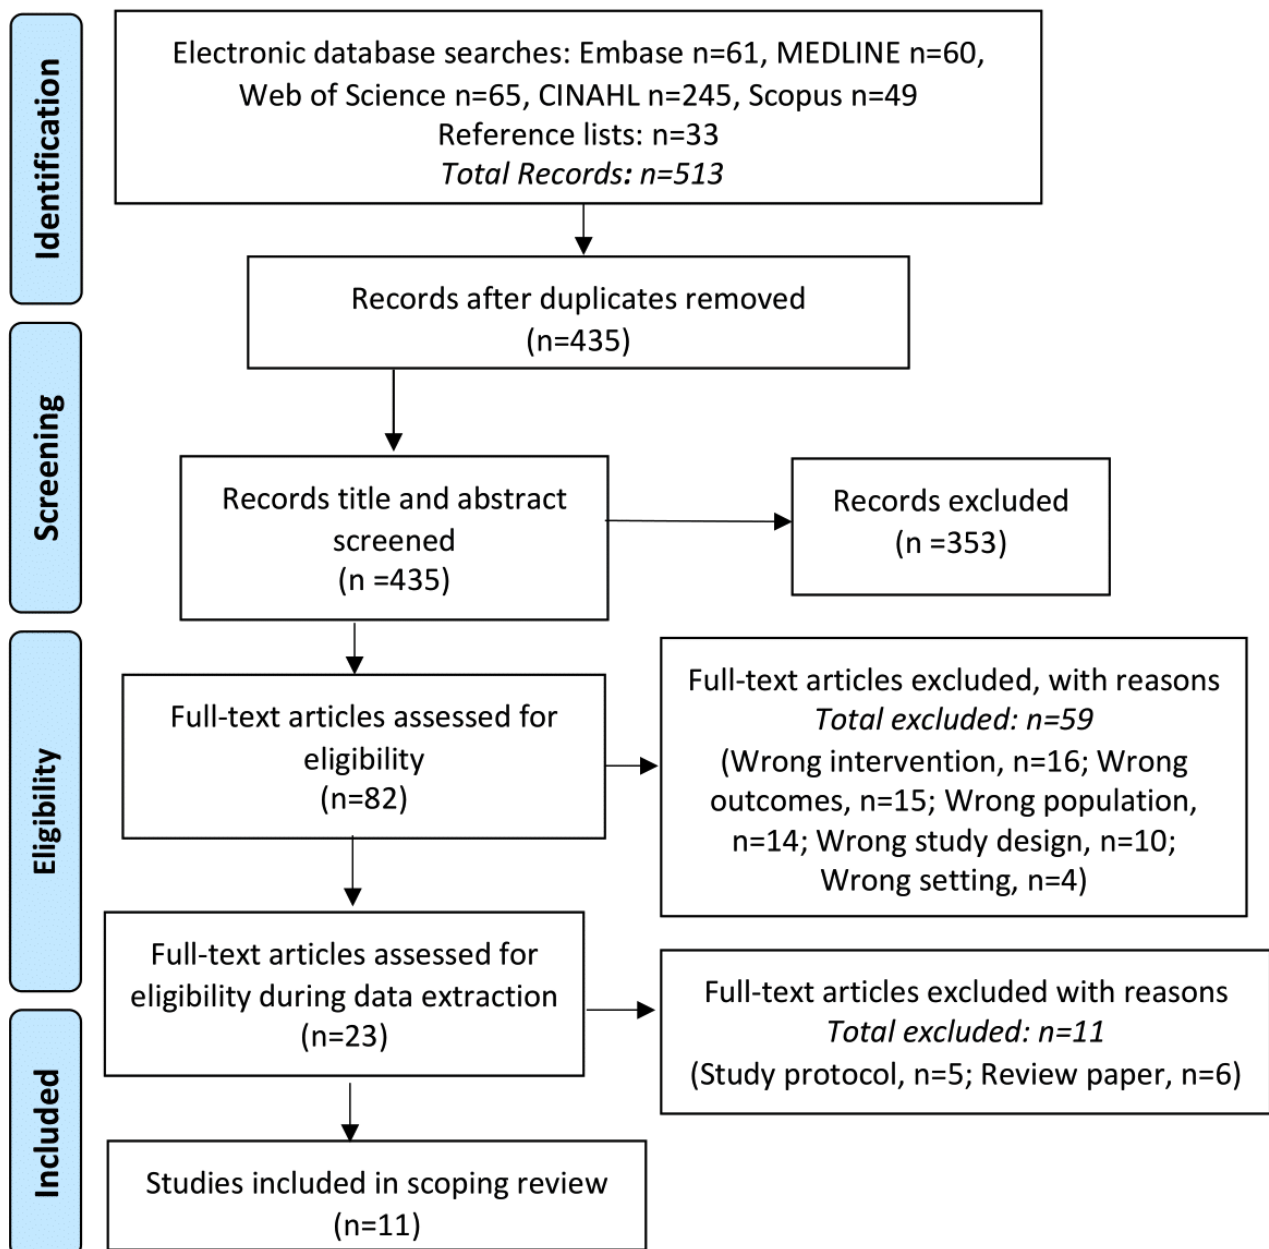 Identification
Electronic database searches: Embase n=61, MEDLINE n=60,
Web of Science n=65, CINAHL n=245, Scopus n=49
Reference lists: n=33
Total Records: n=513
Records after duplicates removed
(n=435)
Screening
Records title and abstract
screened
(n =435)
Records excluded
(n =353)
Eligibility
Full-text articles assessed for
eligibility
(n=82)
Full-text articles excluded, with reasons
Total excluded: n=59
(Wrong intervention, n=16; Wrong
outcomes, n=15; Wrong population,
n=14; Wrong study design, n=10;
Wrong setting, n=4)
Full-text articles assessed for
eligibility during data extraction
(n=23)
Full-text articles excluded with reasons
Total excluded: n=11
(Study protocol, n=5; Review paper, n=6)
Included
Studies included in scoping review
(n=11)